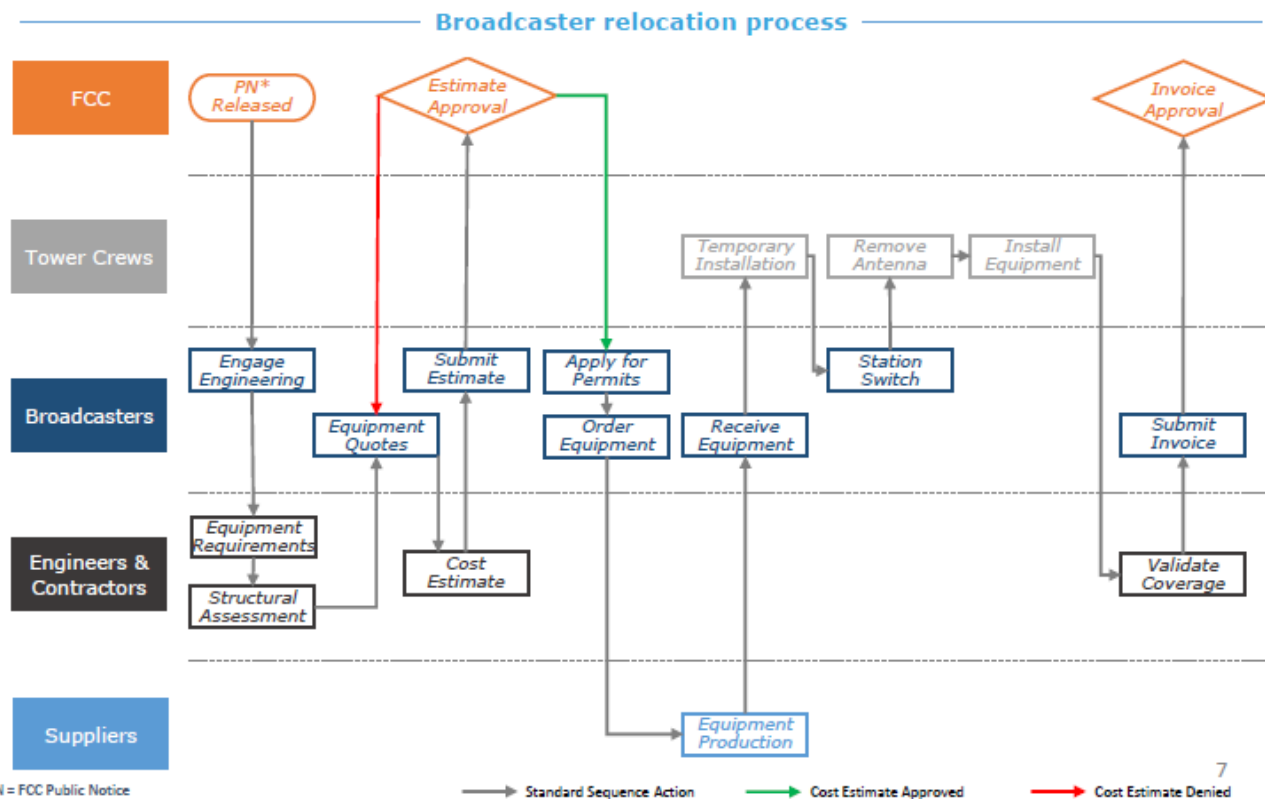 Broadcaster relocation process
FCC
PN*
Released
Estimate
Approval
Invoice
Approval
Tower Crews
Temporary
Installation
Remove
Antenna
Install
Equipment
Broadcasters
Engage
Engineering
Submit
Estimate
Apply for
Permits
Station
Switch
Equipment
Quotes
Order
Equipment
Receive
Equipment
Submit
Invoice
Engineers &
Contractors
Equipment
Requirements
Structural
Assessment
Cost
Estimate
Validate
Coverage
Suppliers
Equipment
Production
7
N = FCC Public Notice
Standard Sequence Action
Cost Estimate Approved
Cost Estimate Denied